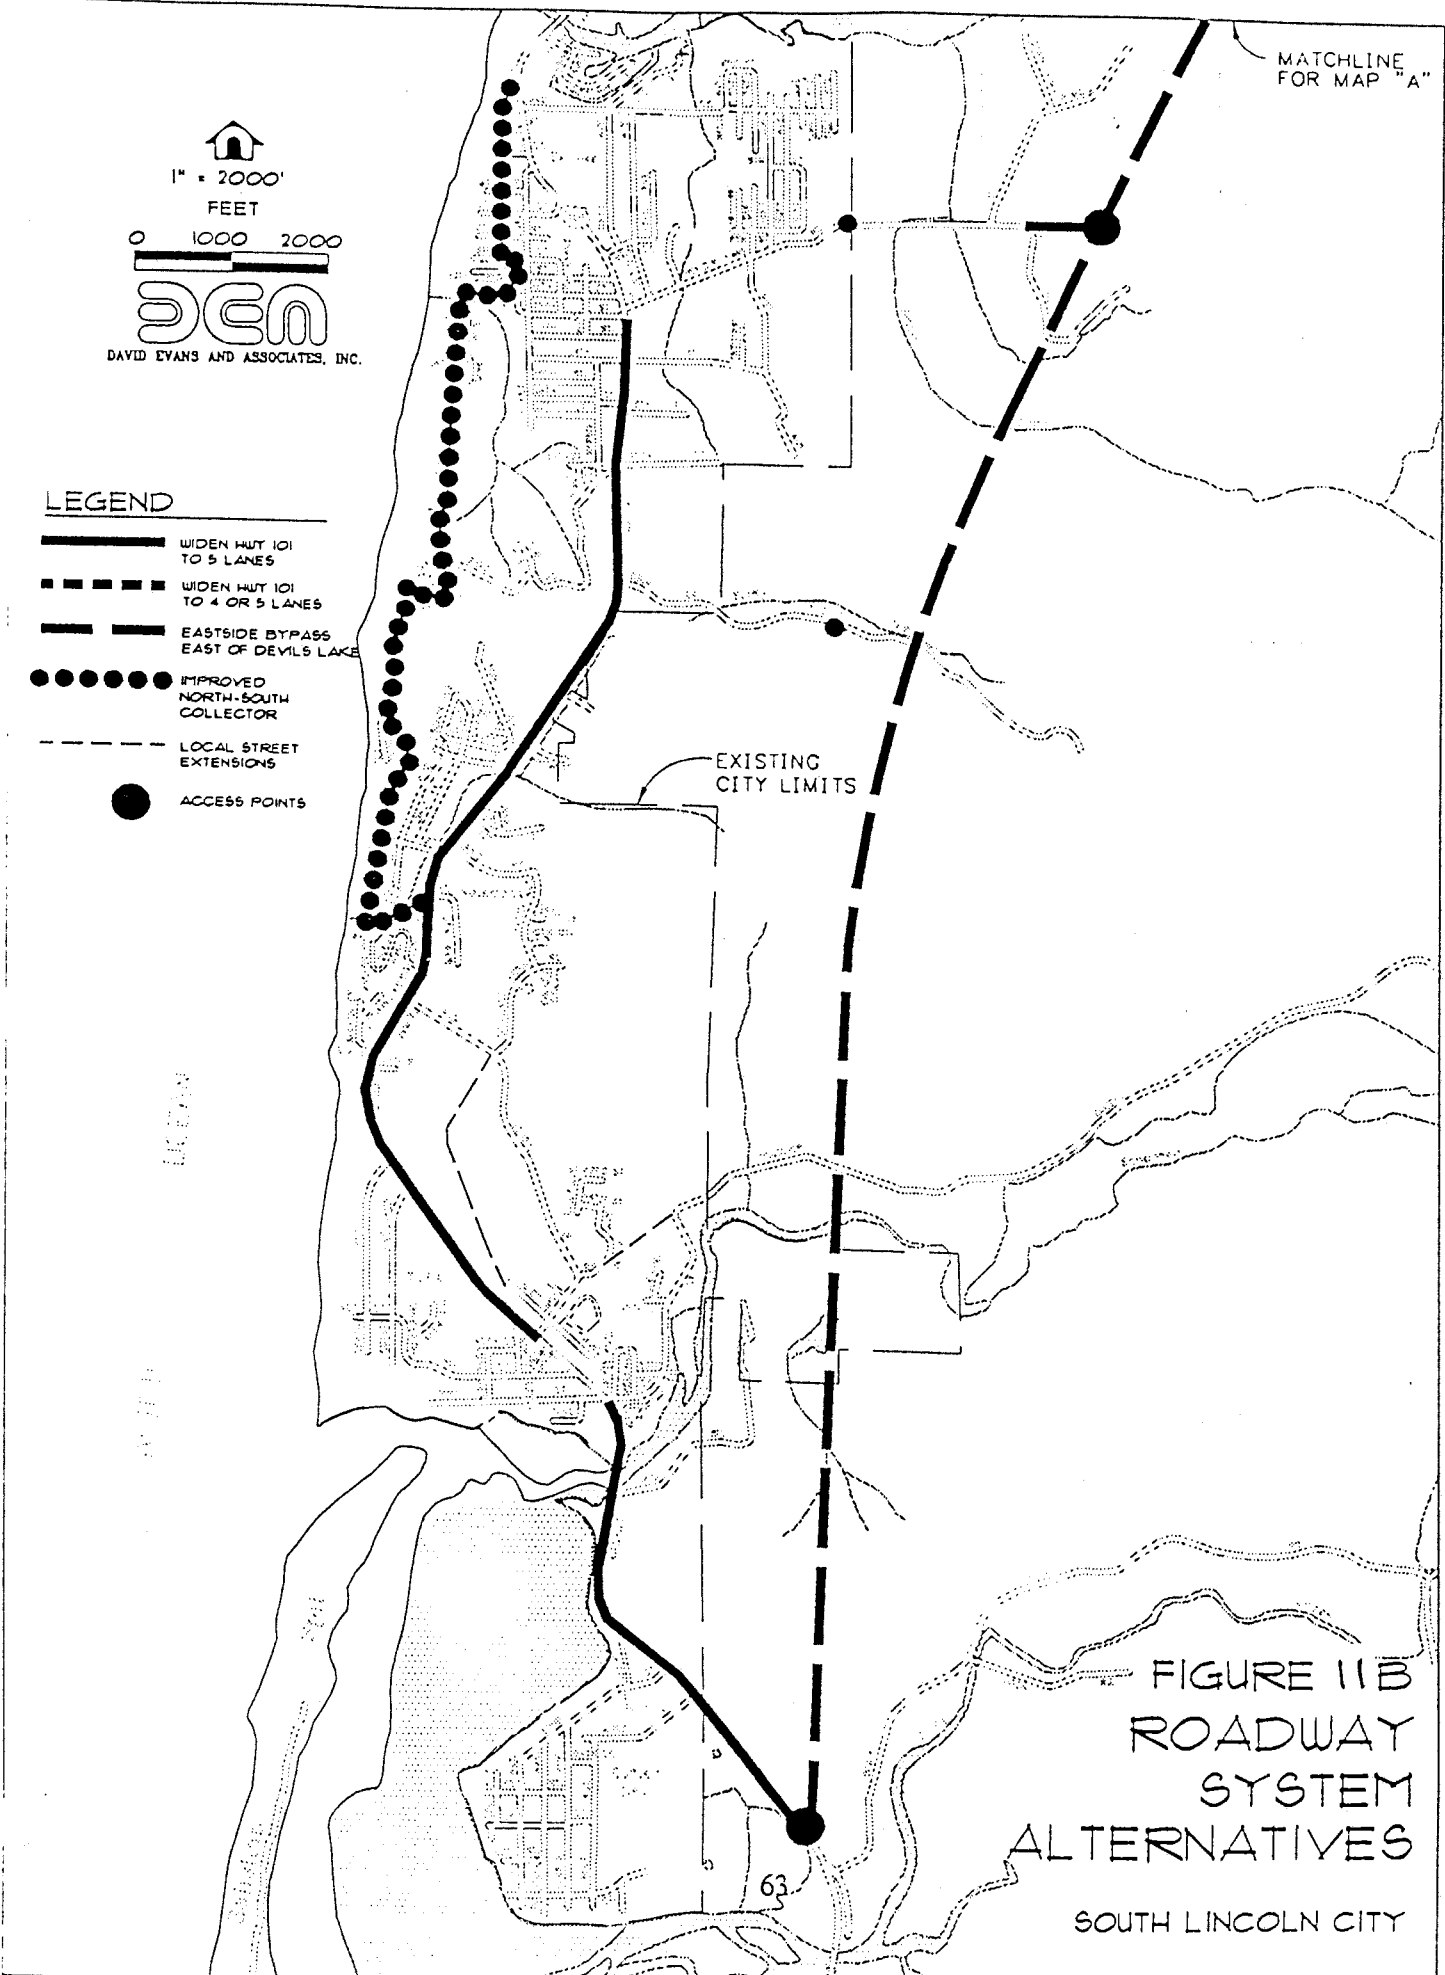 MATCHLINE
FOR MAP "A"
1" = 2000'
FEET
0 1000 2000
DEA
DAVID EVANS AND ASSOCIATES, INC.
LEGEND
WIDEN HWY 101
TO 5 LANES
WIDEN HWY 101
TO 4 OR 5 LANES
EASTSIDE BYPASS
EAST OF DEVILS LAKE
IMPROVED
NORTH-SOUTH
COLLECTOR
LOCAL STREET
EXTENSIONS
ACCESS POINTS
EXISTING
CITY LIMITS
OCEAN
FIGURE 11B
ROADWAY
SYSTEM
ALTERNATIVES
63
SOUTH LINCOLN CITY